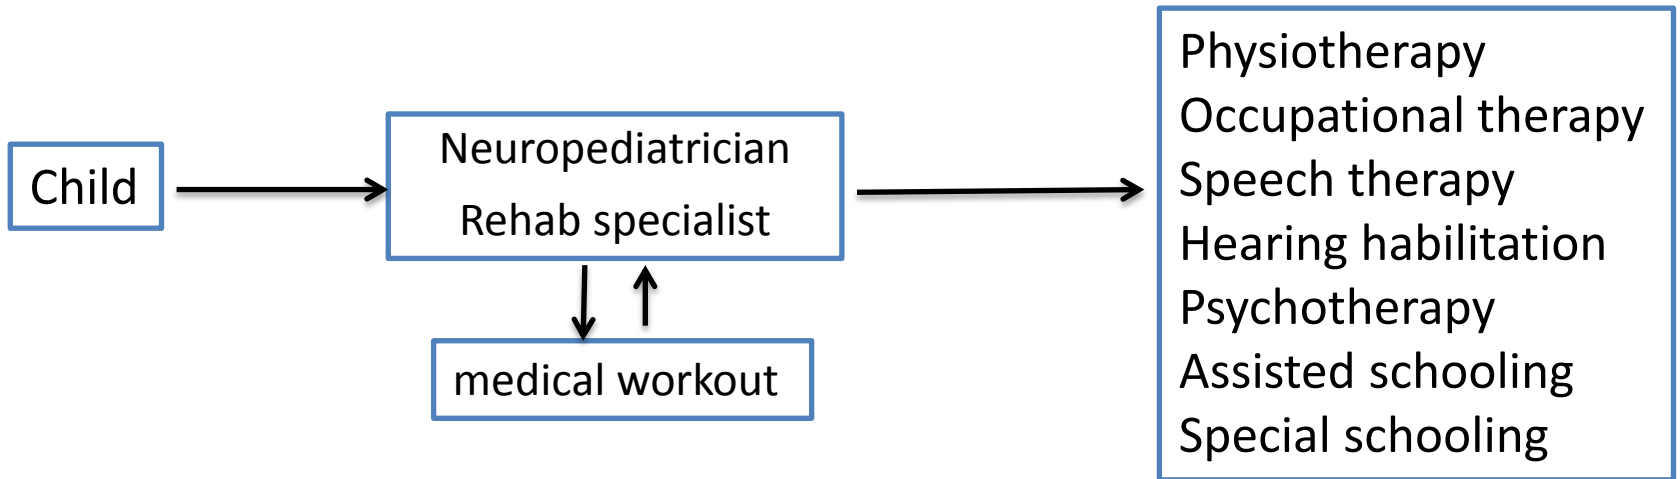 Child
Neuropediatrician
Rehab specialist
medical workout
Physiotherapy
Occupational therapy
Speech therapy
Hearing habilitation
Psychotherapy
Assisted schooling
Special schooling